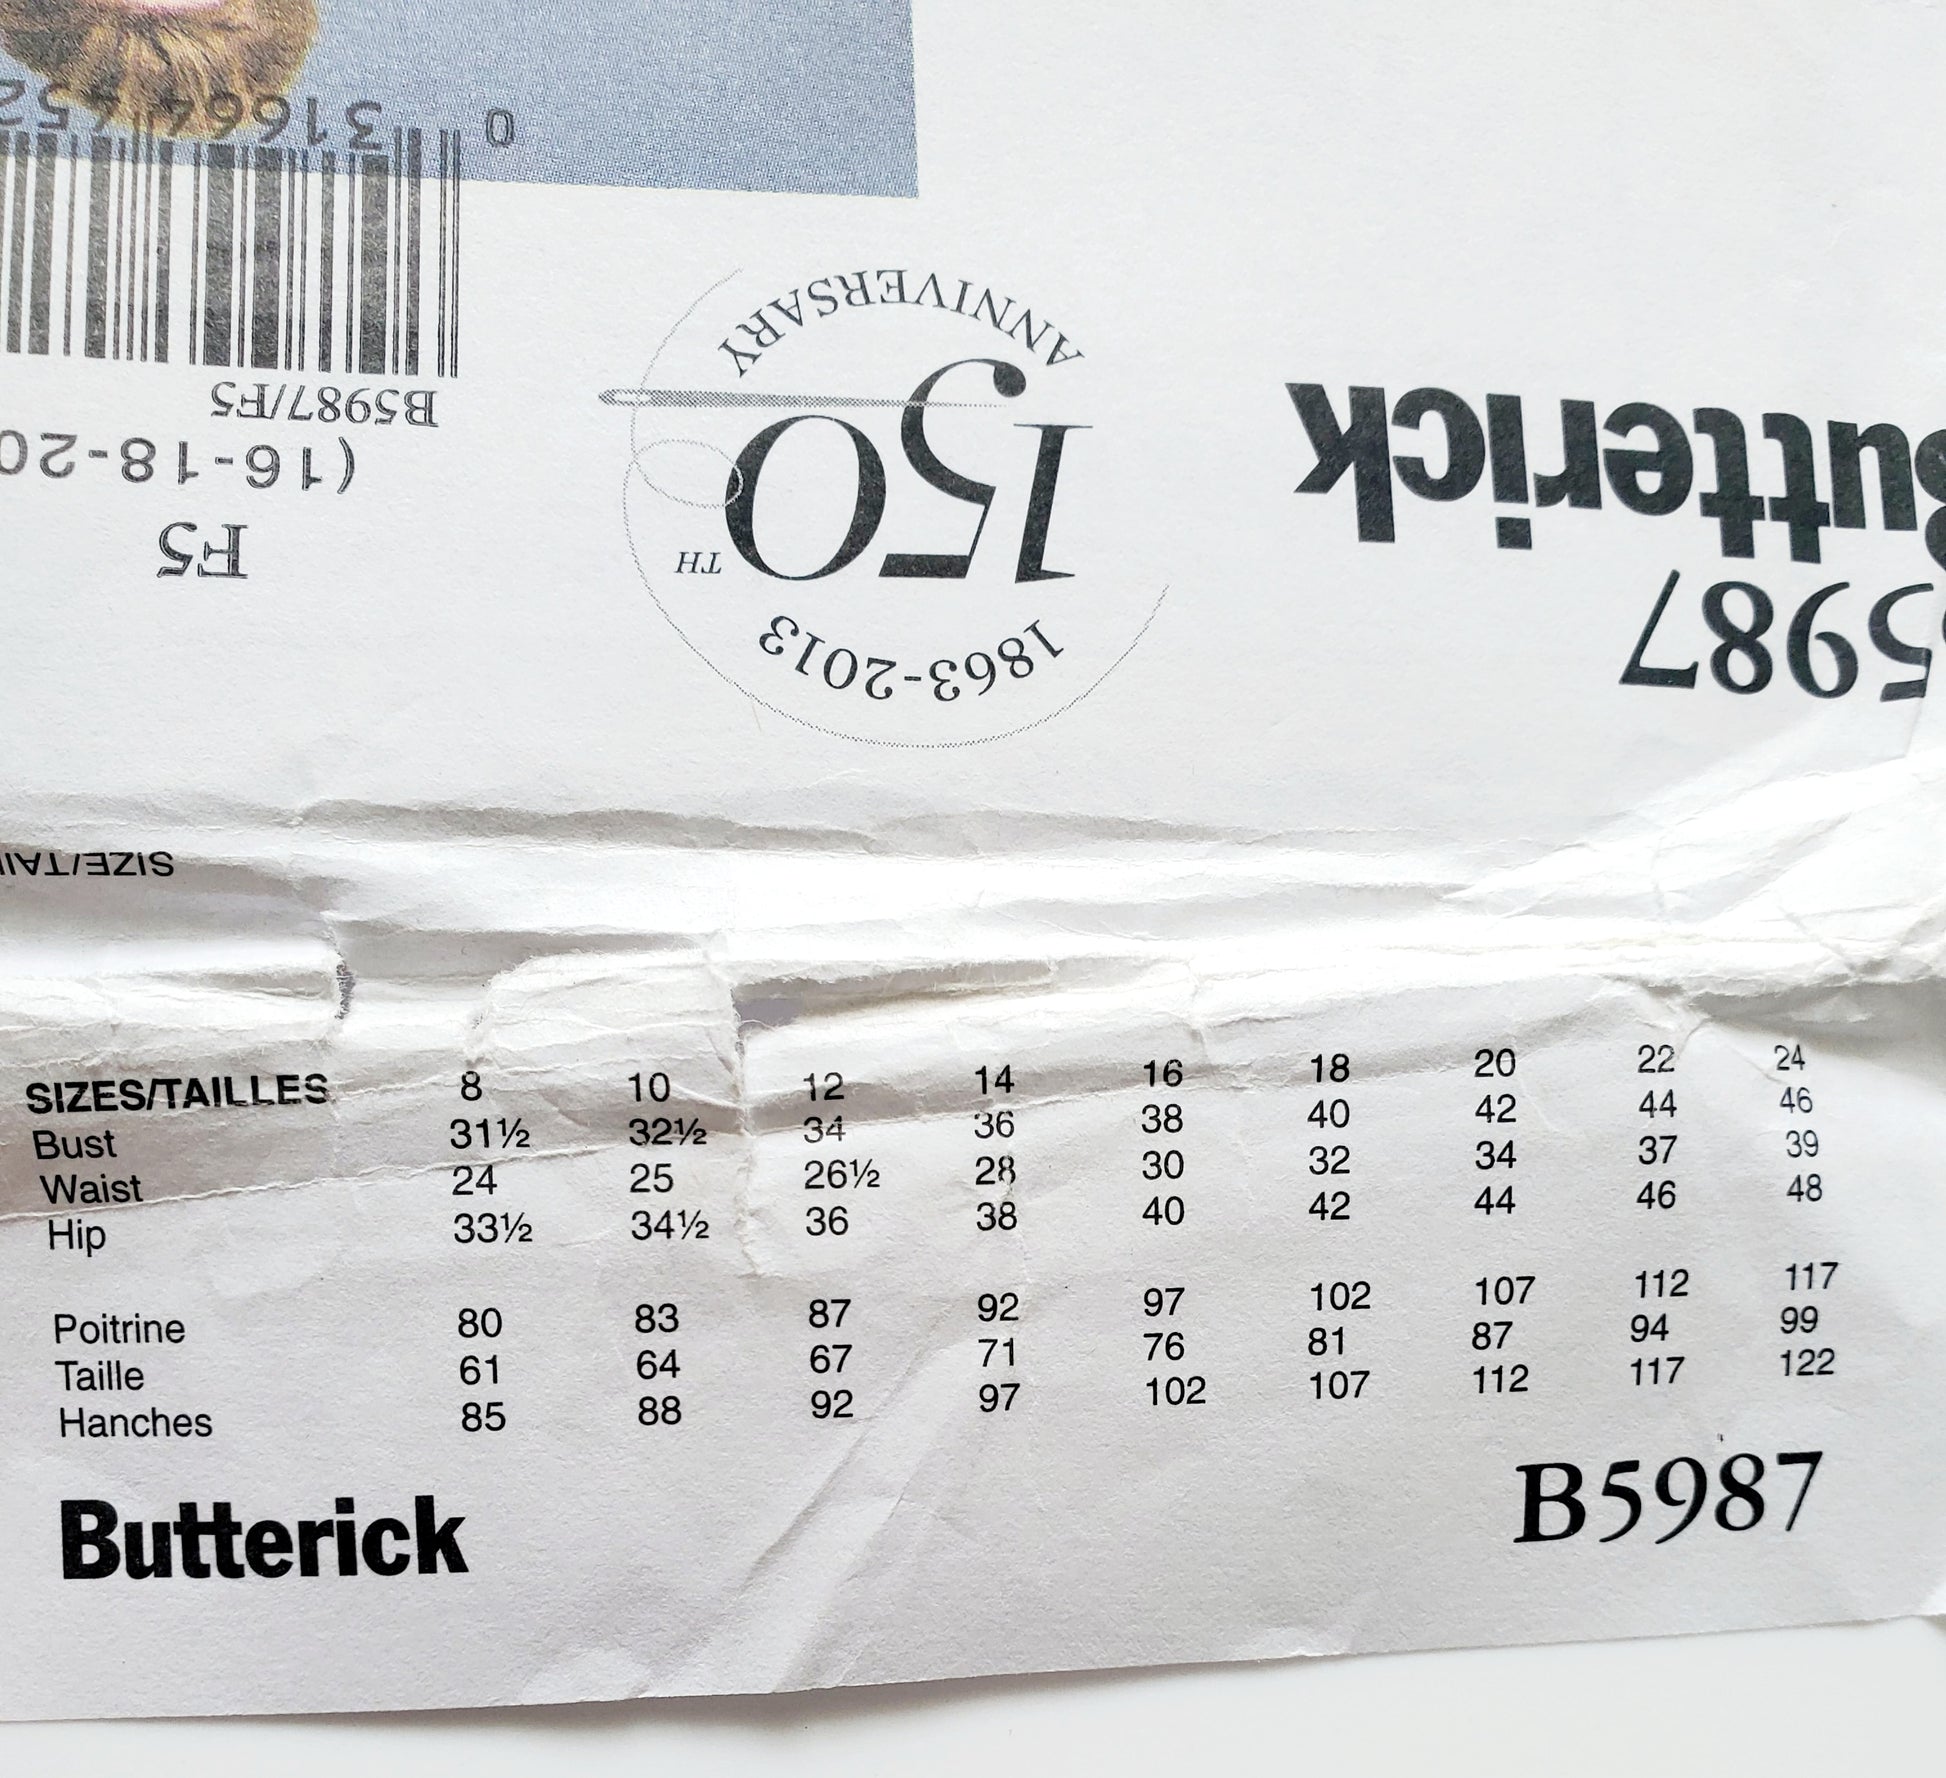 0 31664
B5987/F5
(16-18-20
F5
ANNIVERSARY
150 TH
1863-2013
Butterick
5987
SIZE/TAI
SIZES/TAILLES 8 10 12 14 16 18 20 22 24
Bust 31½ 32½ 34 36 38 40 42 44 46
Waist 24 25 26½ 28 30 32 34 37 39
Hip 33½ 34½ 36 38 40 42 44 46 48
Poitrine 80 83 87 92 97 102 107 112 117
Taille 61 64 67 71 76 81 87 94 99
Hanches 85 88 92 97 102 107 112 117 122
Butterick B5987